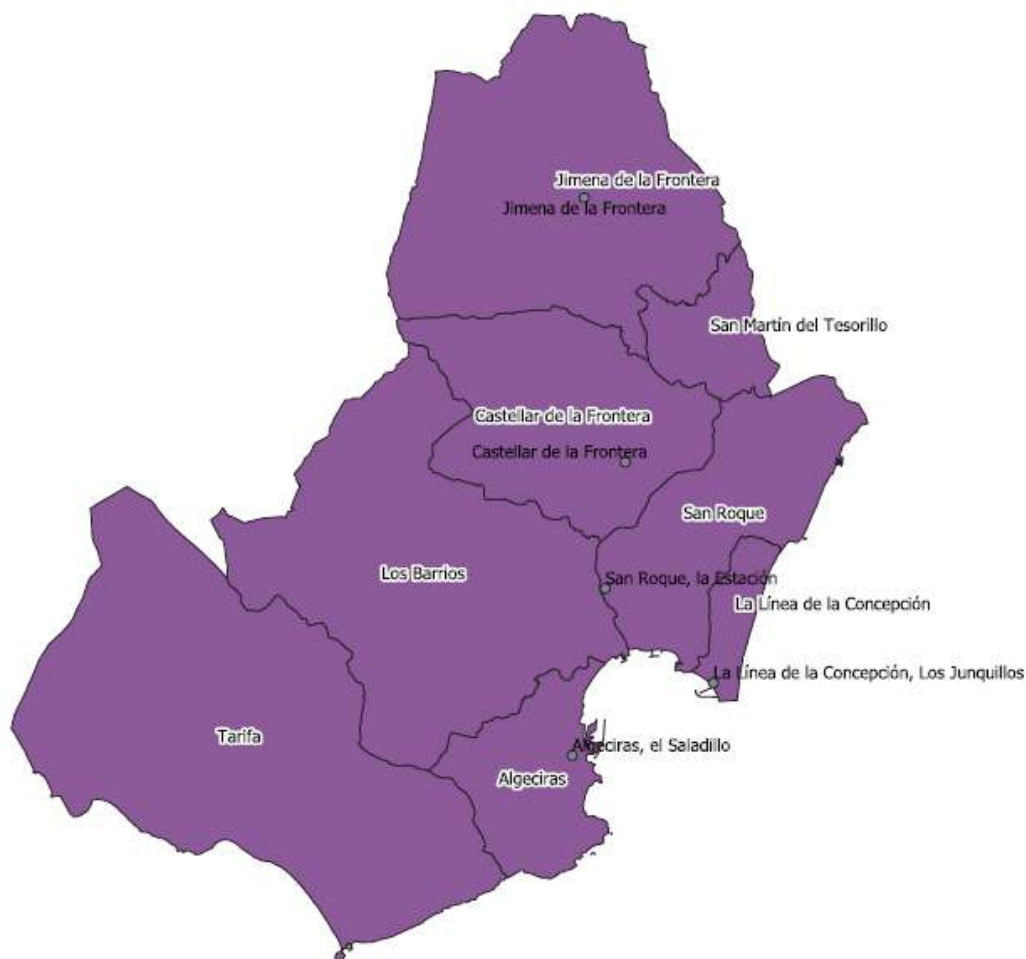 Jimena de la Frontera
Jimena de la Frontera
San Martín del Tesorillo
Castellar de la Frontera
Castellar de la Frontera
San Roque
Los Barrios
San Roque, la Estación
La Línea de la Concepción
La Línea de la Concepción, Los Junquillos
Tarifa
Algeciras, el Saladillo
Algeciras